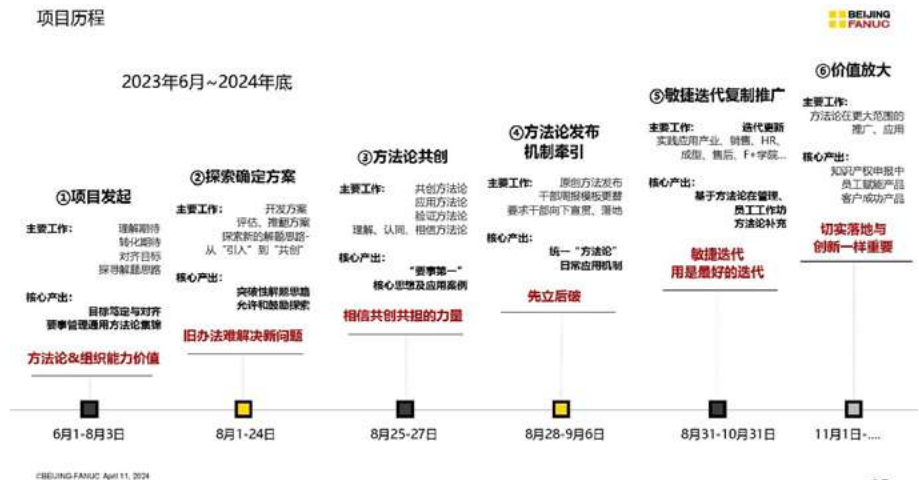 项目历程
BEIJING
FANUC
2023年6月~2024年底
①项目发起
主要工作: 理解期待
转化期待
对齐目标
探寻解题思路
核心产出:
目标笃定与对齐
要事管理通用方法论集锦
方法论&组织能力价值
6月1-8月3日
②探索确定方案
主要工作: 开发方案
评估、推翻方案
探索新的解题思路-
从“引入”到“共创”
核心产出:
突破性解题思路
允许和鼓励探索
旧办法难解决新问题
8月1-24日
③方法论共创
主要工作: 共创方法论
应用方法论
验证方法论
理解、认同、相信方法论
核心产出:
“要事第一”
核心思想及应用案例
相信共创共担的力量
8月25-27日
④方法论发布
机制牵引
主要工作: 原创方法发布
干部周报模板更替
要求干部向下宣贯、落地
核心产出:
统一“方法论”
日常应用机制
先立后破
8月28-9月6日
⑤敏捷迭代复制推广
主要工作: 迭代更新
实践应用产业、销售、HR、
成型、售后、F+学院...
核心产出:
基于方法论在管理、
员工工作坊
方法论补充
敏捷迭代
用是最好的迭代
8月31-10月31日
⑥价值放大
主要工作:
方法论在更大范围的
推广、应用
核心产出:
知识产权申报中
员工赋能产品
客户成功产品
切实落地与
创新一样重要
11月1日-....
©BEIJING-FANUC April 11, 2024